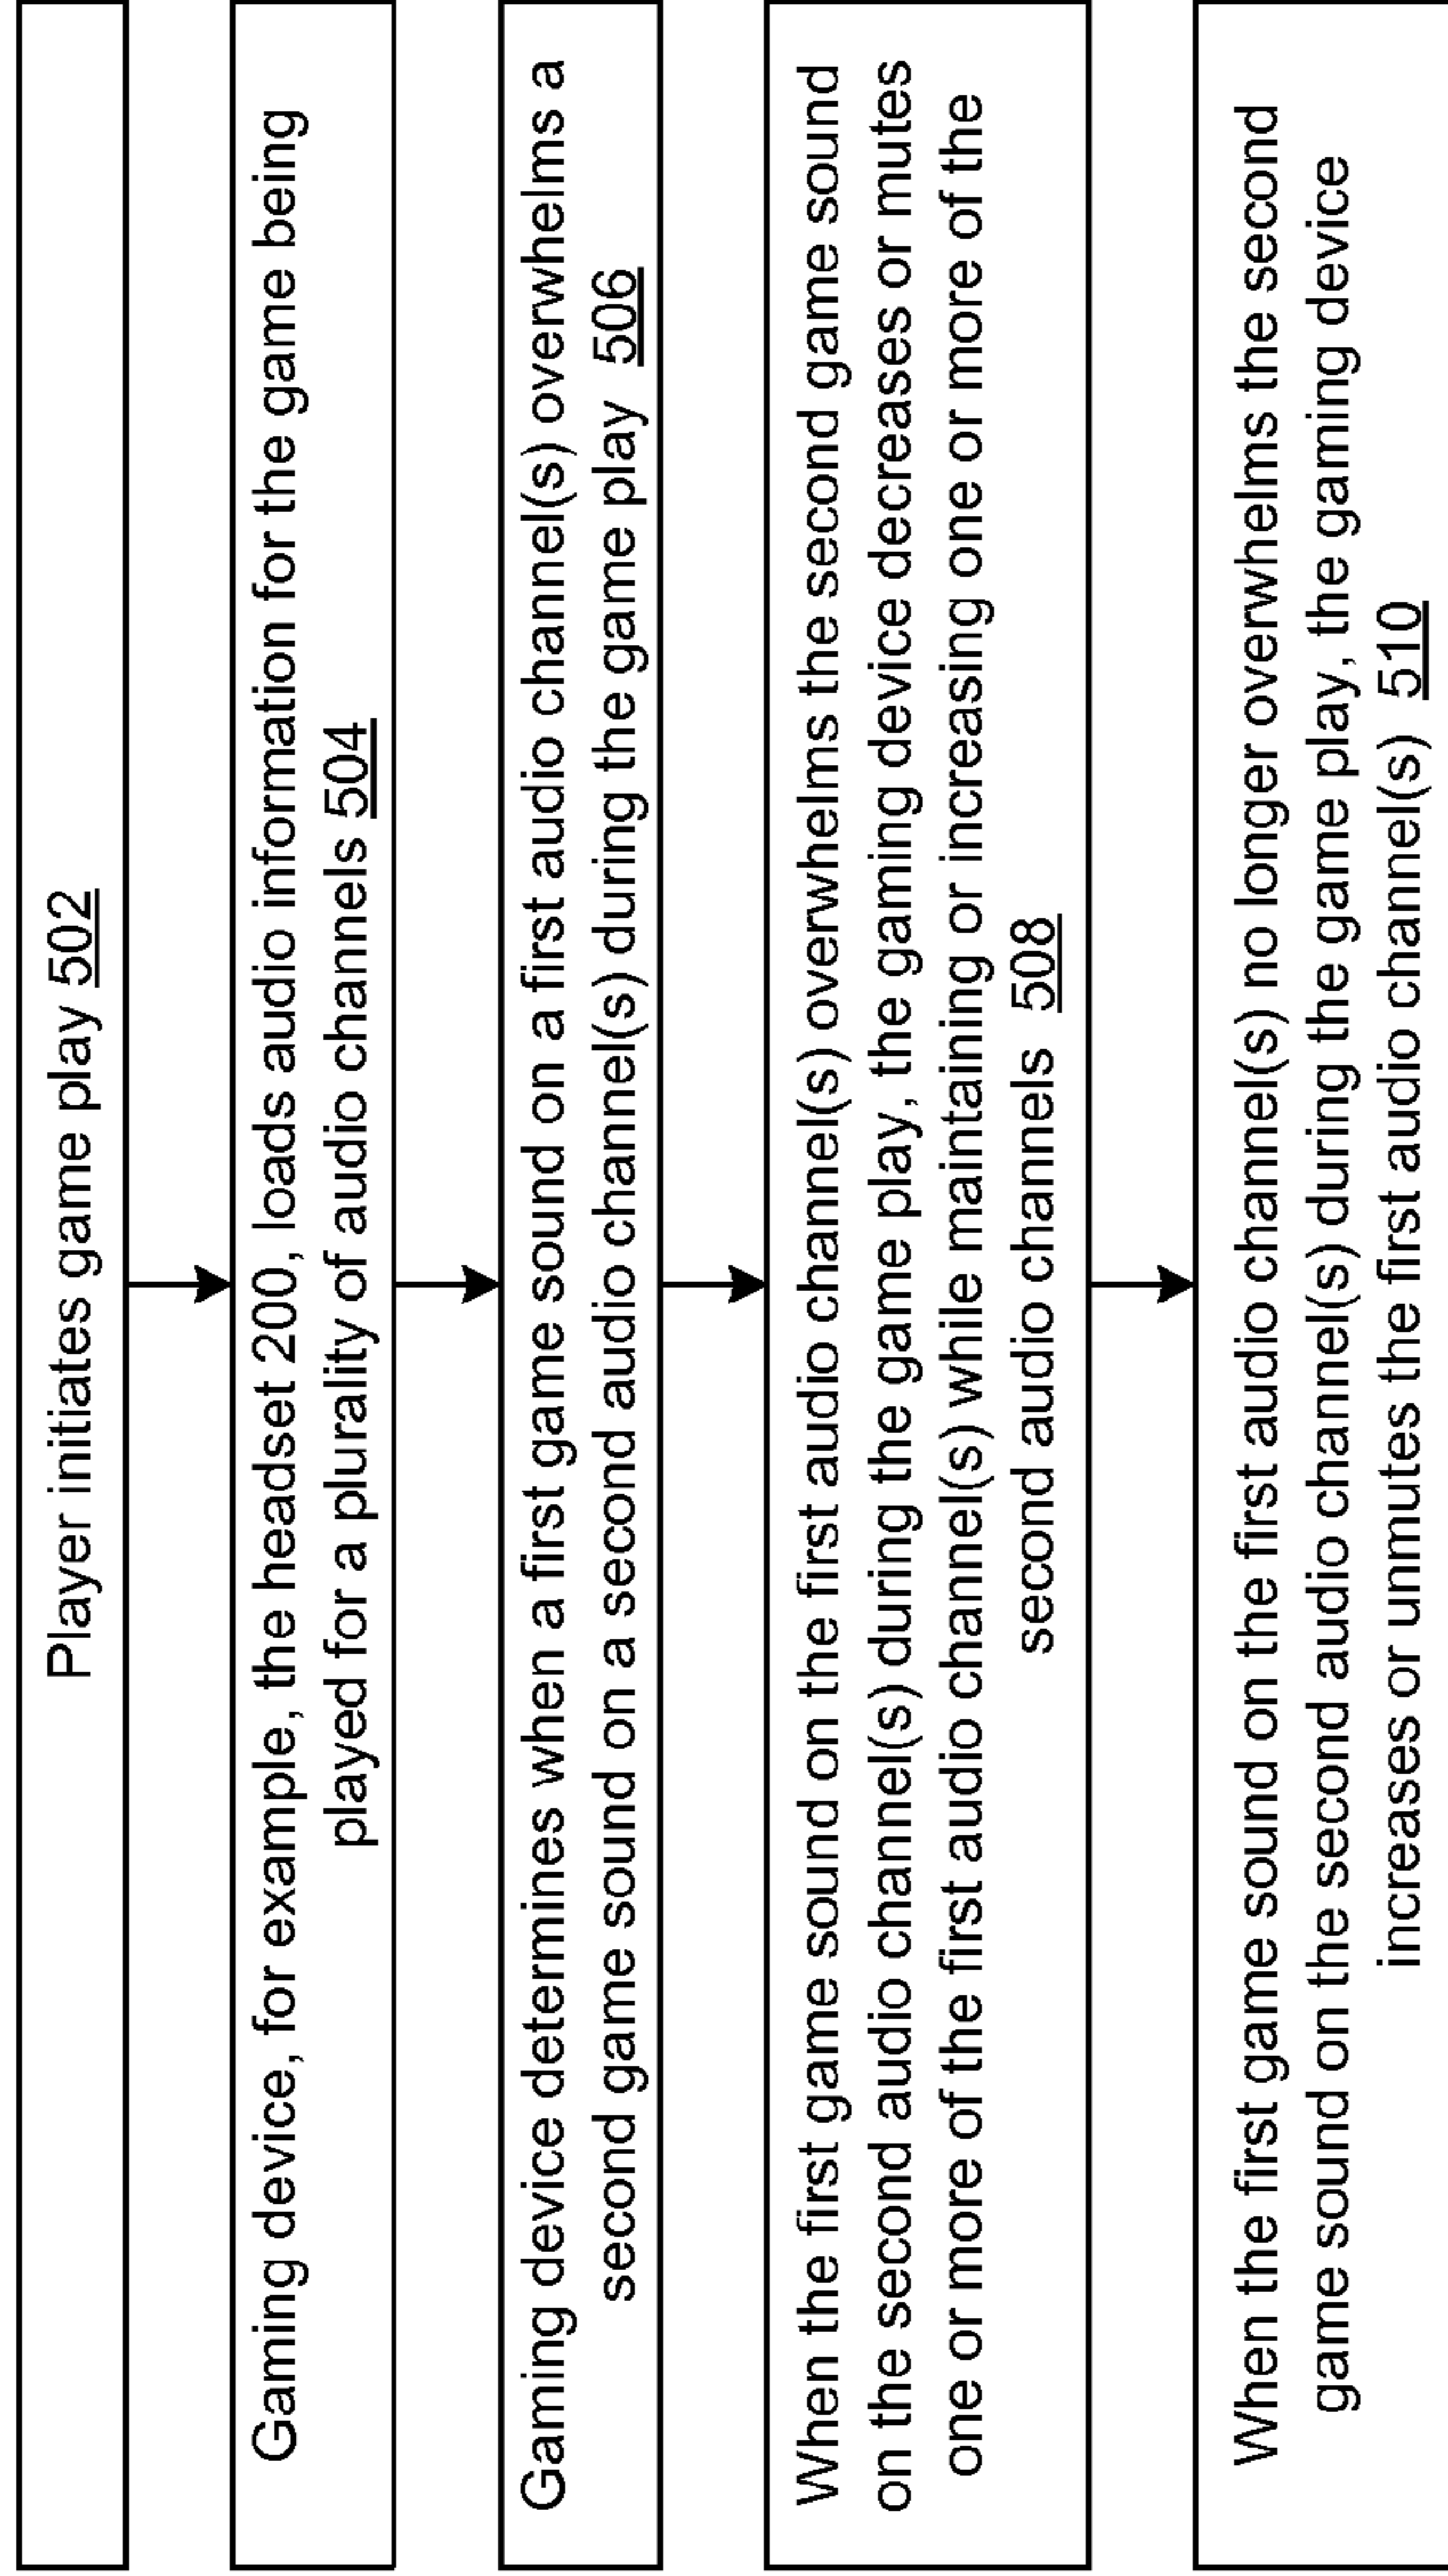 Player initiates game play 502
Gaming device, for example, the headset 200, loads audio information for the game being
played for a plurality of audio channels 504
Gaming device determines when a first game sound on a first audio channel(s) overwhelms a
second game sound on a second audio channel(s) during the game play 506
When the first game sound on the first audio channel(s) overwhelms the second game sound
on the second audio channel(s) during the game play, the gaming device decreases or mutes
one or more of the first audio channel(s) while maintaining or increasing one or more of the
second audio channels 508
When the first game sound on the first audio channel(s) no longer overwhelms the second
game sound on the second audio channel(s) during the game play, the gaming device
increases or unmutes the first audio channel(s) 510